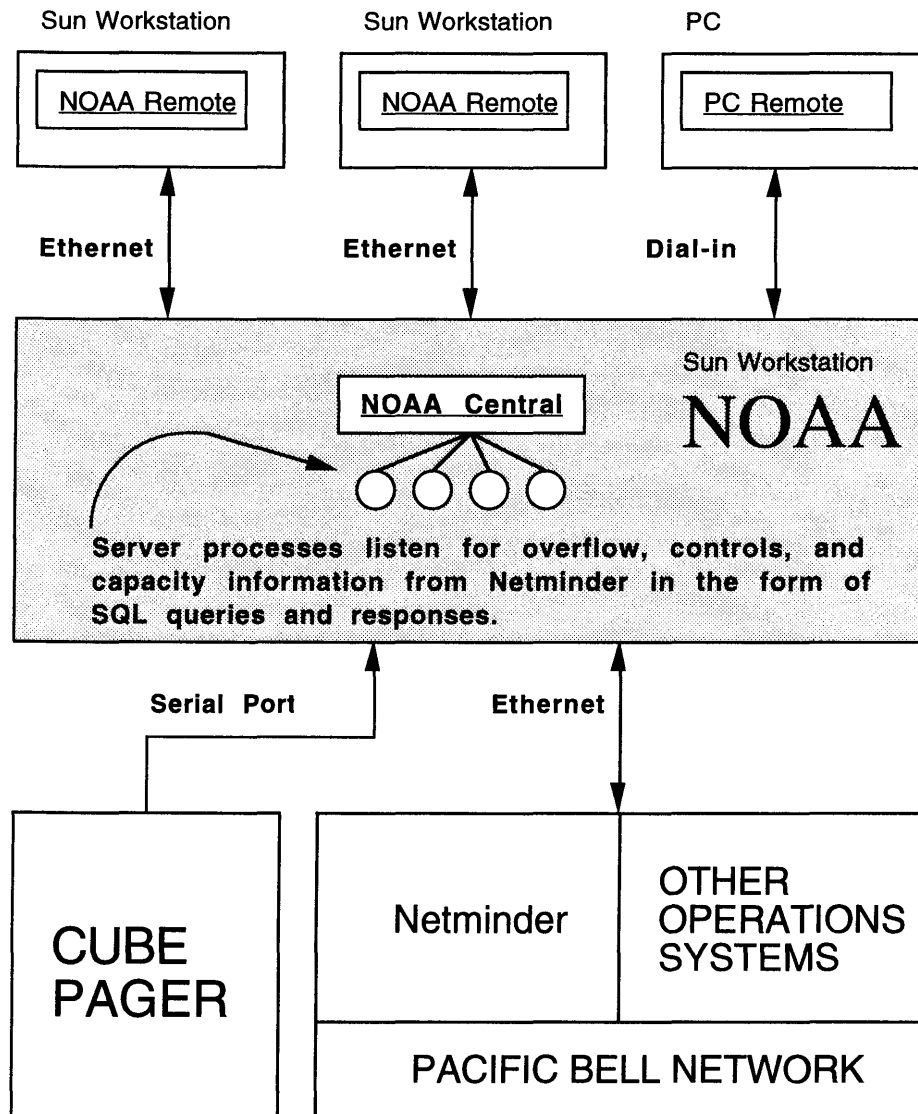 Sun Workstation
Sun Workstation
PC
NOAA Remote
NOAA Remote
PC Remote
Ethernet
Ethernet
Dial-in
Sun Workstation
NOAA
NOAA Central
Server processes listen for overflow, controls, and
capacity information from Netminder in the form of
SQL queries and responses.
Serial Port
Ethernet
CUBE
PAGER
Netminder
OTHER
OPERATIONS
SYSTEMS
PACIFIC BELL NETWORK